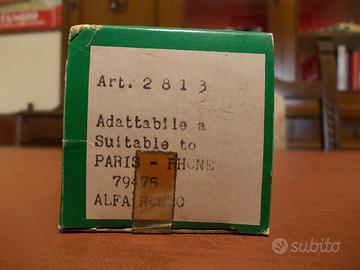 Art. 2813
Adattabile a
Suitable to
PARIS - RHONE
79475
ALFA ROMEO
subito